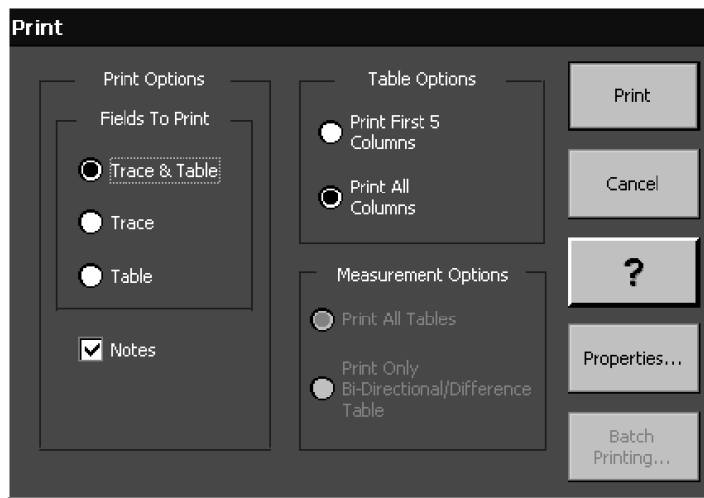 Print
Print Options
Fields To Print
Trace & Table
Trace
Table
Notes
Table Options
Print First 5
Columns
Print All
Columns
Measurement Options
Print All Tables
Print Only
Bi-Directional/Difference
Table
Print
Cancel
?
Properties...
Batch
Printing...